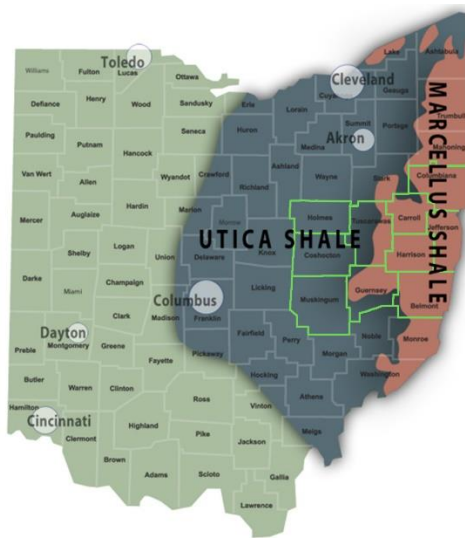 Toledo
Williams
Fulton
Lucas
Ottawa
Lake
Ashtabula
Cleveland
Geauga
Defiance
Henry
Wood
Sandusky
Erie
Lorain
Trumbull
Paulding
Putnam
Hancock
Seneca
Huron
Medina
Summit
Akron
Portage
Mahoning
Van Wert
Allen
Wyandot
Crawford
Richland
Ashland
Wayne
Stark
Columbiana
Mercer
Auglaize
Hardin
Marion
Morrow
Holmes
Tuscarawas
Carroll
Jefferson
UTICA SHALE
MARCELLUS SHALE
Shelby
Logan
Union
Delaware
Knox
Coshocton
Harrison
Darke
Miami
Champaign
Columbus
Licking
Muskingum
Guernsey
Belmont
Clark
Madison
Franklin
Dayton
Preble
Montgomery
Greene
Fayette
Pickaway
Fairfield
Perry
Morgan
Noble
Monroe
Butler
Warren
Clinton
Hocking
Washington
Hamilton
Cincinnati
Ross
Vinton
Athens
Clermont
Highland
Pike
Jackson
Meigs
Brown
Adams
Scioto
Gallia
Lawrence